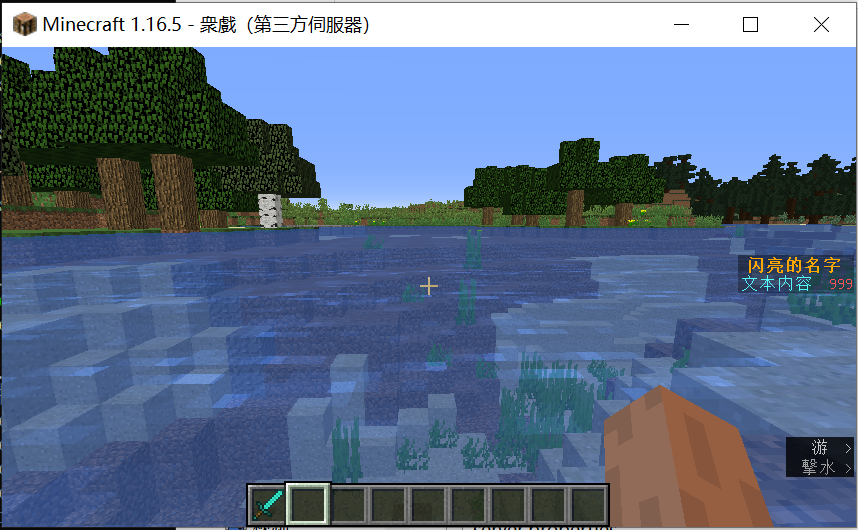 Minecraft 1.16.5 - 衆戲（第三方伺服器）
闪亮的名字
文本内容 999
游 >
擊水 >